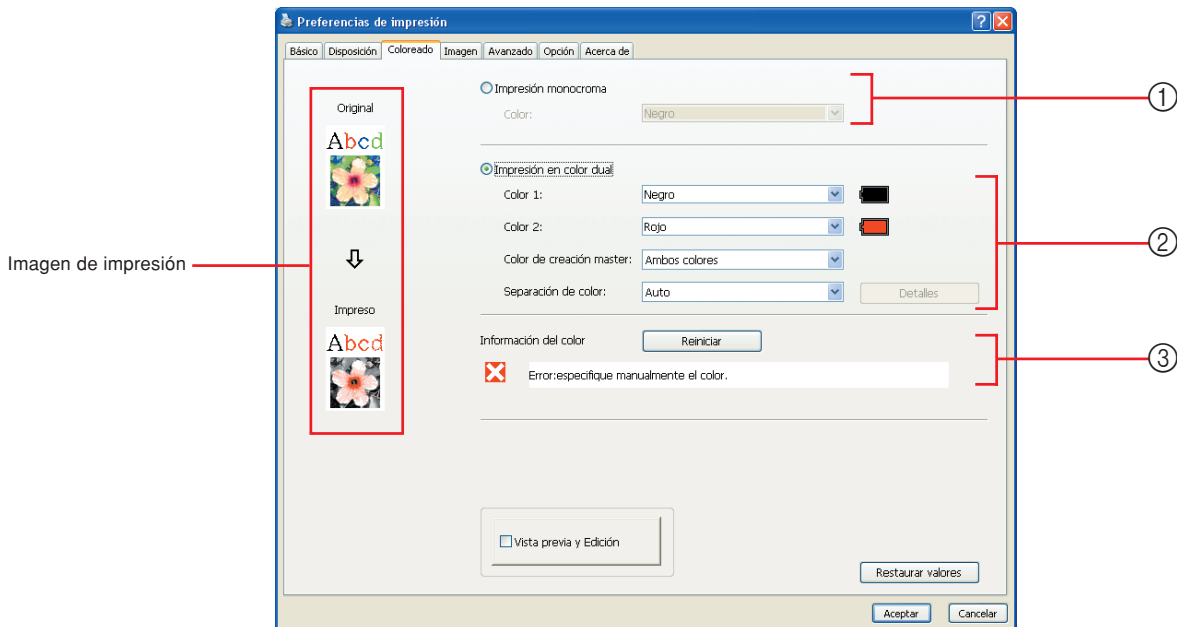 Preferencias de impresión
Básico Disposición Coloreado Imagen Avanzado Opción Acerca de
Original
Abcd
Impreso
Abcd
Imagen de impresión
Impresión monocroma
Color: Negro
①
Impresión en color dual
Color 1: Negro
Color 2: Rojo
Color de creación master: Ambos colores
Separación de color: Auto Detalles
②
Información del color Reiniciar
Error:especifique manualmente el color.
③
Vista previa y Edición
Restaurar valores
Aceptar Cancelar